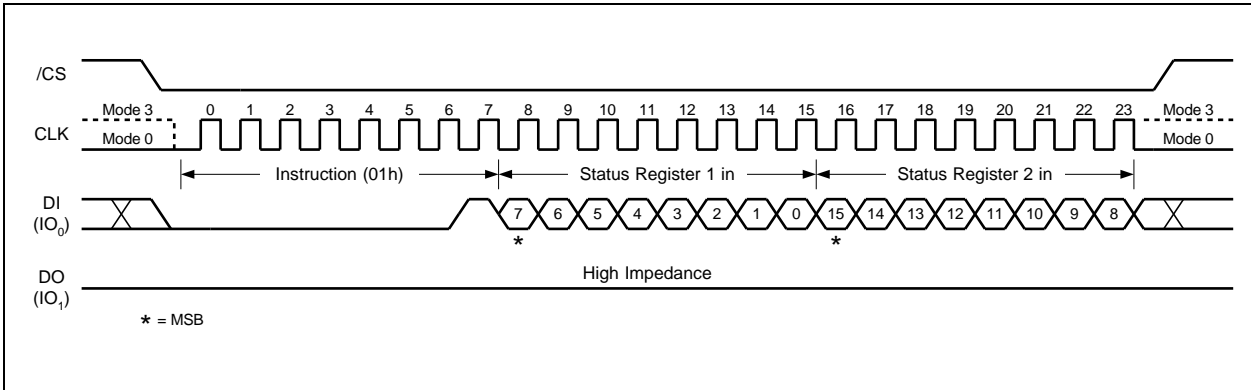 /CS
Mode 3 0 1 2 3 4 5 6 7 8 9 10 11 12 13 14 15 16 17 18 19 20 21 22 23 Mode 3
CLK
Mode 0 Mode 0
Instruction (01h) Status Register 1 in Status Register 2 in
DI
(IO0) 7 6 5 4 3 2 1 0 15 14 13 12 11 10 9 8
* *
High Impedance
DO
(IO1)
* = MSB